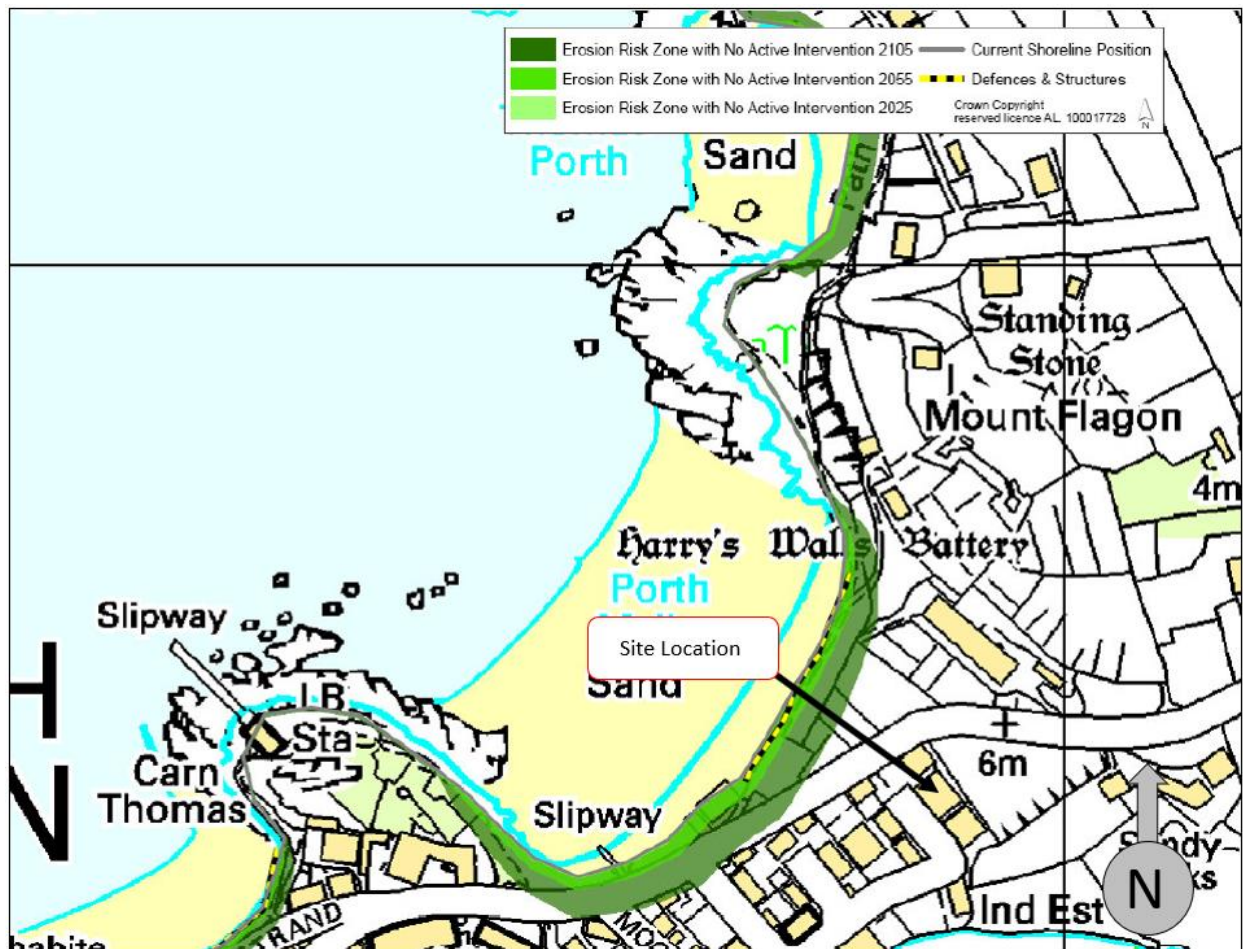 Erosion Risk Zone with No Active Intervention 2105
Current Shoreline Position
Erosion Risk Zone with No Active Intervention 2055
Defences & Structures
Erosion Risk Zone with No Active Intervention 2025
Crown Copyright
reserved licence AL. 100017728
N
Porth
Sand
Path
Standing
Stone
Mount Flagon
4m
Harry's Walls Battery
Porth
Site Location
Sand
Slipway
LB
Sta
Carn
Thomas
H
N
Slipway
6m
Ind Est
N